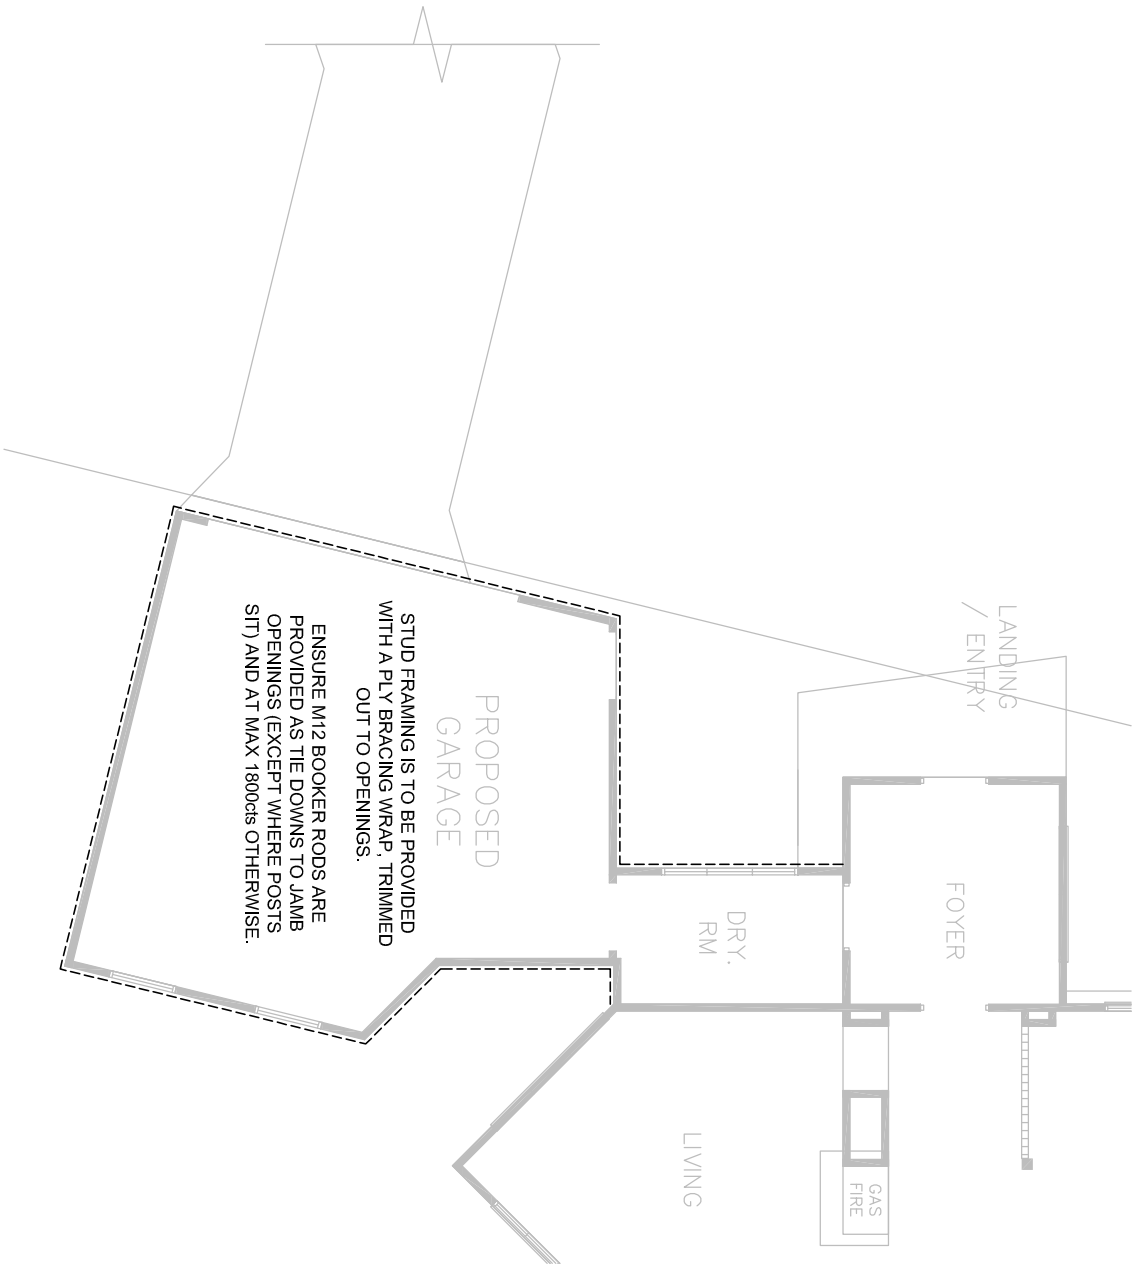 LANDING
/ ENTRY
PROPOSED
GARAGE
STUD FRAMING IS TO BE PROVIDED
WITH A PLY BRACING WRAP, TRIMMED
OUT TO OPENINGS.
ENSURE M12 BOOKER RODS ARE
PROVIDED AS TIE DOWNS TO JAMB
OPENINGS (EXCEPT WHERE POSTS
SIT) AND AT MAX 1800cts OTHERWISE.
FOYER
DRY.
RM
LIVING
GAS
FIRE